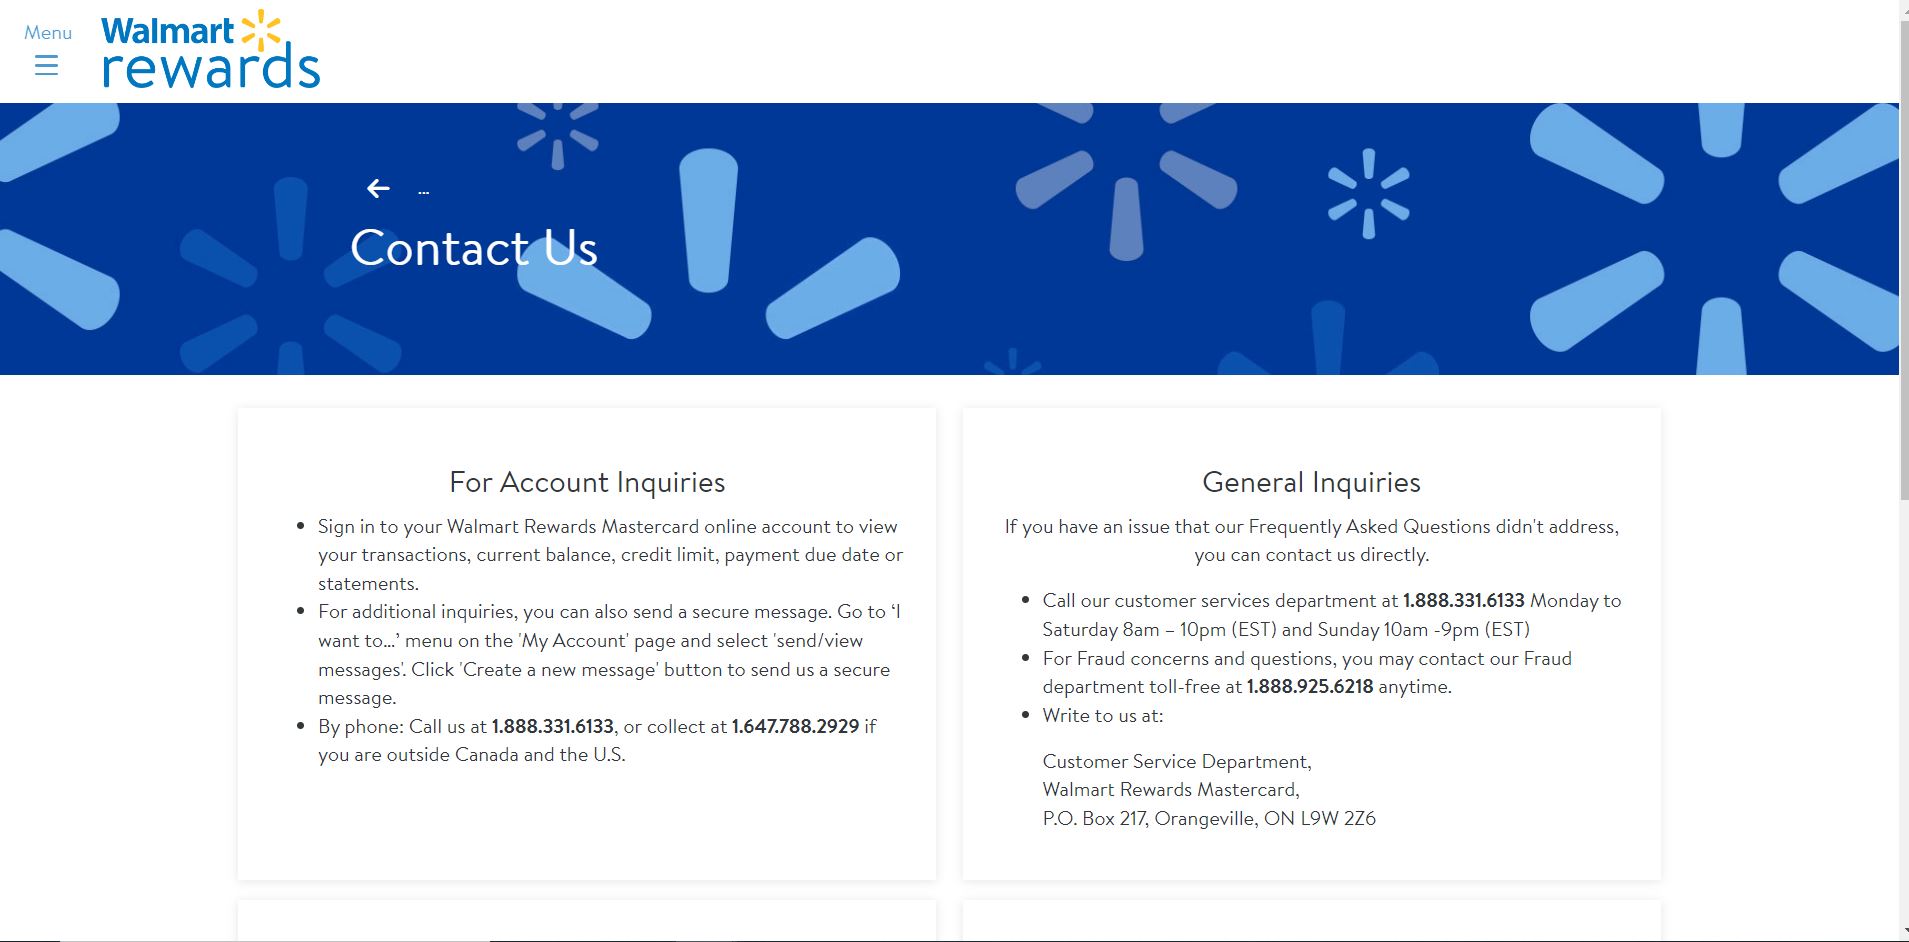 Menu
Walmart
rewards
...
Contact Us
For Account Inquiries
• Sign in to your Walmart Rewards Mastercard online account to view
your transactions, current balance, credit limit, payment due date or
statements.
• For additional inquiries, you can also send a secure message. Go to ‘I
want to...’ menu on the 'My Account' page and select 'send/view
messages'. Click 'Create a new message' button to send us a secure
message.
• By phone: Call us at 1.888.331.6133, or collect at 1.647.788.2929 if
you are outside Canada and the U.S.
General Inquiries
If you have an issue that our Frequently Asked Questions didn't address,
you can contact us directly.
• Call our customer services department at 1.888.331.6133 Monday to
Saturday 8am – 10pm (EST) and Sunday 10am -9pm (EST)
• For Fraud concerns and questions, you may contact our Fraud
department toll-free at 1.888.925.6218 anytime.
• Write to us at:
Customer Service Department,
Walmart Rewards Mastercard,
P.O. Box 217, Orangeville, ON L9W 2Z6